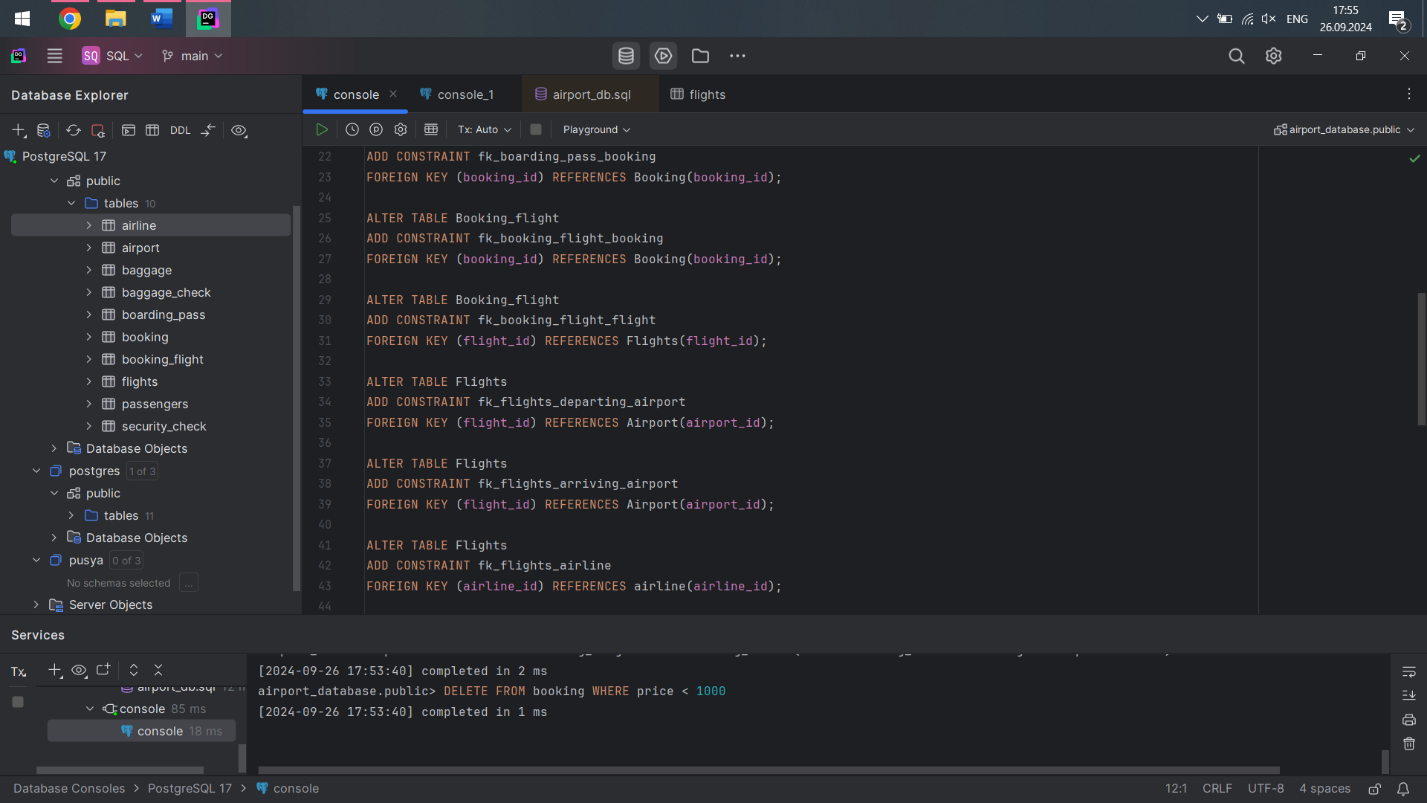 ENG
17:55
26.09.2024
2
SQ SQL
main
Database Explorer
console
console_1
airport_db.sql
flights
DDL
Tx: Auto
Playground
airport_database.public
PostgreSQL 17
public
tables 10
airline
airport
baggage
baggage_check
boarding_pass
booking
booking_flight
flights
passengers
security_check
Database Objects
postgres 1 of 3
public
tables 11
Database Objects
pusya 0 of 3
No schemas selected ...
Server Objects
22 ADD CONSTRAINT fk_boarding_pass_booking
23 FOREIGN KEY (booking_id) REFERENCES Booking(booking_id);
24
25 ALTER TABLE Booking_flight
26 ADD CONSTRAINT fk_booking_flight_booking
27 FOREIGN KEY (booking_id) REFERENCES Booking(booking_id);
28
29 ALTER TABLE Booking_flight
30 ADD CONSTRAINT fk_booking_flight_flight
31 FOREIGN KEY (flight_id) REFERENCES Flights(flight_id);
32
33 ALTER TABLE Flights
34 ADD CONSTRAINT fk_flights_departing_airport
35 FOREIGN KEY (flight_id) REFERENCES Airport(airport_id);
36
37 ALTER TABLE Flights
38 ADD CONSTRAINT fk_flights_arriving_airport
39 FOREIGN KEY (flight_id) REFERENCES Airport(airport_id);
40
41 ALTER TABLE Flights
42 ADD CONSTRAINT fk_flights_airline
43 FOREIGN KEY (airline_id) REFERENCES airline(airline_id);
44
Services
Tx
airport_db.sql
console 85 ms
console 18 ms
[2024-09-26 17:53:40] completed in 2 ms
airport_database.public> DELETE FROM booking WHERE price < 1000
[2024-09-26 17:53:40] completed in 1 ms
Database Consoles > PostgreSQL 17 > console
12:1 CRLF UTF-8 4 spaces